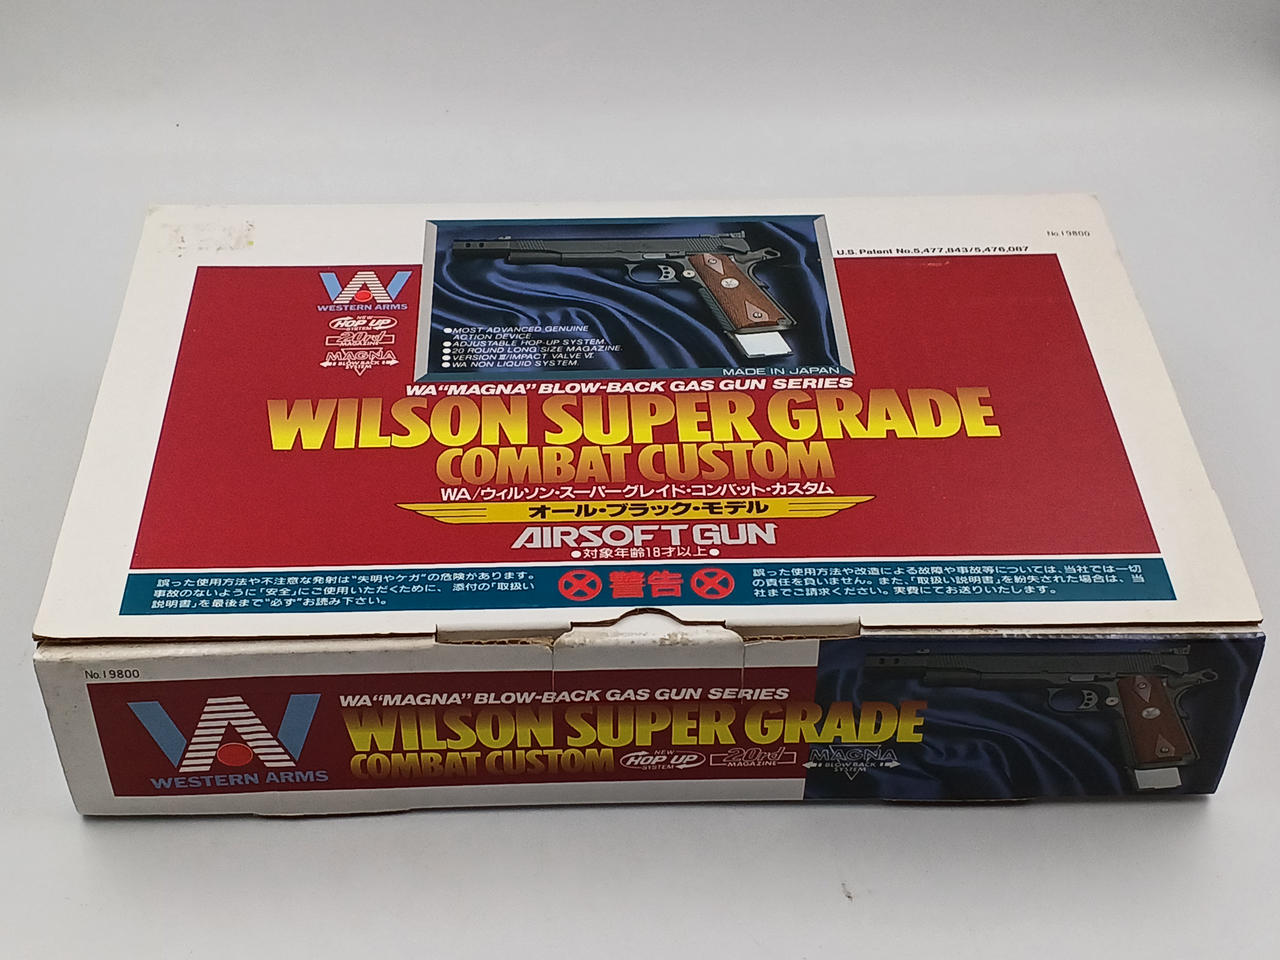 No.19800
U.S. Patent No.5,477,843/5,476,087
WESTERN ARMS
NEW
HOP UP
SYSTEM
20rd
MAGAZINE
MAGNA
BLOW BACK
SYSTEM
●MOST ADVANCED GENUINE
ACTION DEVICE.
●ADJUSTABLE HOP-UP SYSTEM.
●20 ROUND LONG SIZE MAGAZINE.
●VERSION Ⅲ/IMPACT VALVE Ⅵ.
●WA NON LIQUID SYSTEM.
MADE IN JAPAN
WA "MAGNA" BLOW-BACK GAS GUN SERIES
WILSON SUPER GRADE
COMBAT CUSTOM
WA/ウィルソン・スーパーグレイド・コンバット・カスタム
オール・ブラック・モデル
AIRSOFT GUN
●対象年齢18才以上●
誤った使用方法や不注意な発射は"失明やケガ"の危険があります。
事故のないように「安全」にご使用いただくために、添付の「取扱い
説明書」を最後まで"必ず"お読み下さい。
警告
誤った使用方法や改造による故障や事故等については、当社では一切
の責任を負いません。また、「取扱い説明書」を紛失された場合は、当
社までご請求ください。実費にてお送りいたします。
No.19800
WESTERN ARMS
WA "MAGNA" BLOW-BACK GAS GUN SERIES
WILSON SUPER GRADE
COMBAT CUSTOM
NEW
HOP UP
SYSTEM
20rd
MAGAZINE
MAGNA
BLOW BACK
SYSTEM